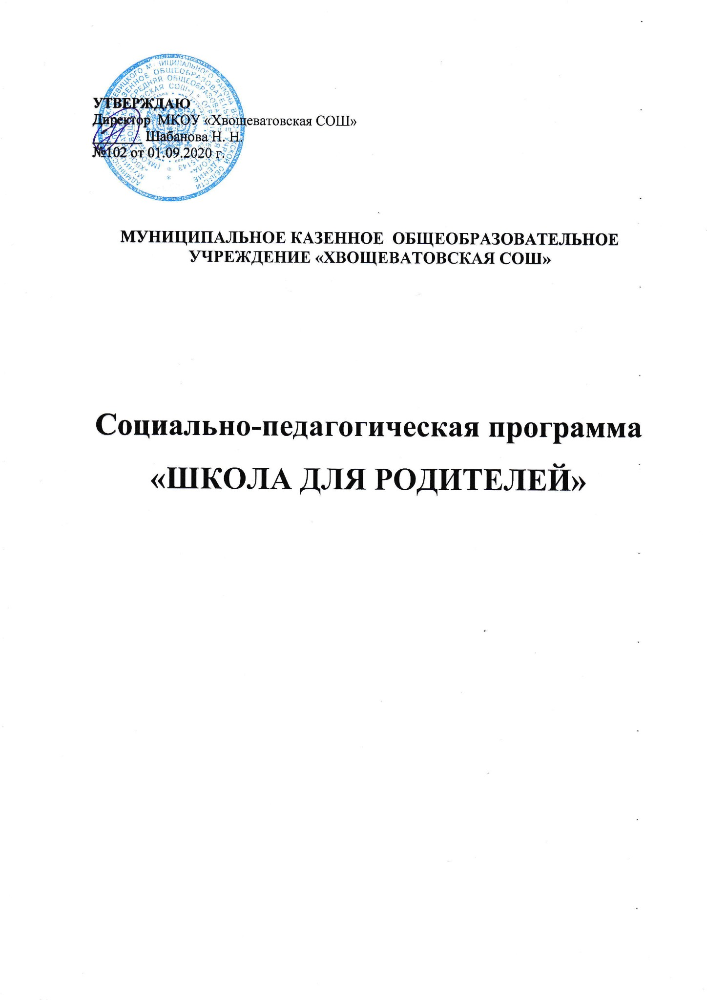 УТВЕРЖДАЮ
Директор МКОУ «Хвощеватовская СОШ»
_______ Шабанова Н. Н.
№102 от 01.09.2020 г.
МУНИЦИПАЛЬНОЕ КАЗЕННОЕ ОБЩЕОБРАЗОВАТЕЛЬНОЕ
УЧРЕЖДЕНИЕ «ХВОЩЕВАТОВСКАЯ СОШ»
Социально-педагогическая программа
«ШКОЛА ДЛЯ РОДИТЕЛЕЙ»